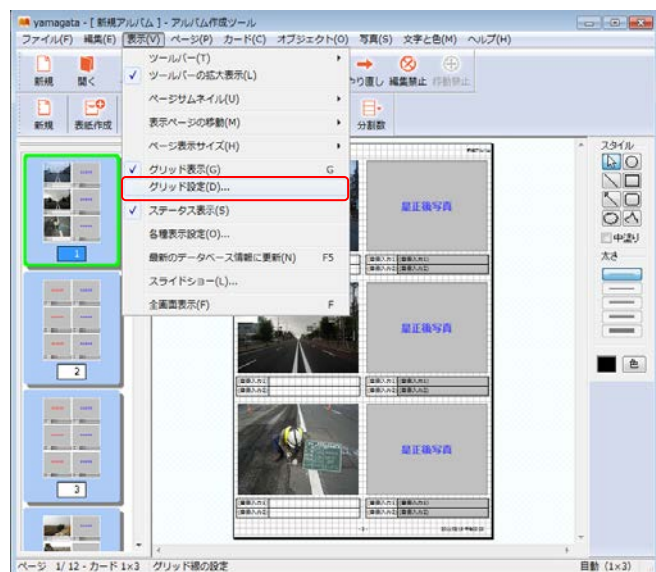 yamagata - [ 新規アルバム ] - アルバム作成ツール
ファイル(F) 編集(E) 表示(V) ページ(P) カード(C) オブジェクト(O) 写真(S) 文字と色(M) ヘルプ(H)
新規 開く やり直し 編集禁止 移動禁止
新規 表紙作成 分割数
ツールバー(T)
✓ ツールバーの拡大表示(L)
ページサムネイル(U)
表示ページの移動(M)
ページ表示サイズ(H)
✓ グリッド表示(G) G
グリッド設定(D)...
✓ ステータス表示(S)
各種表示設定(O)...
最新のデータベース情報に更新(N) F5
スライドショー(L)...
全画面表示(F) F
1
2
3
是正後写真
是正後写真
是正後写真
スタイル
中塗り
太さ
色
ページ 1/ 12 - カード 1×3 グリッド線の設定
自動 (1×3)